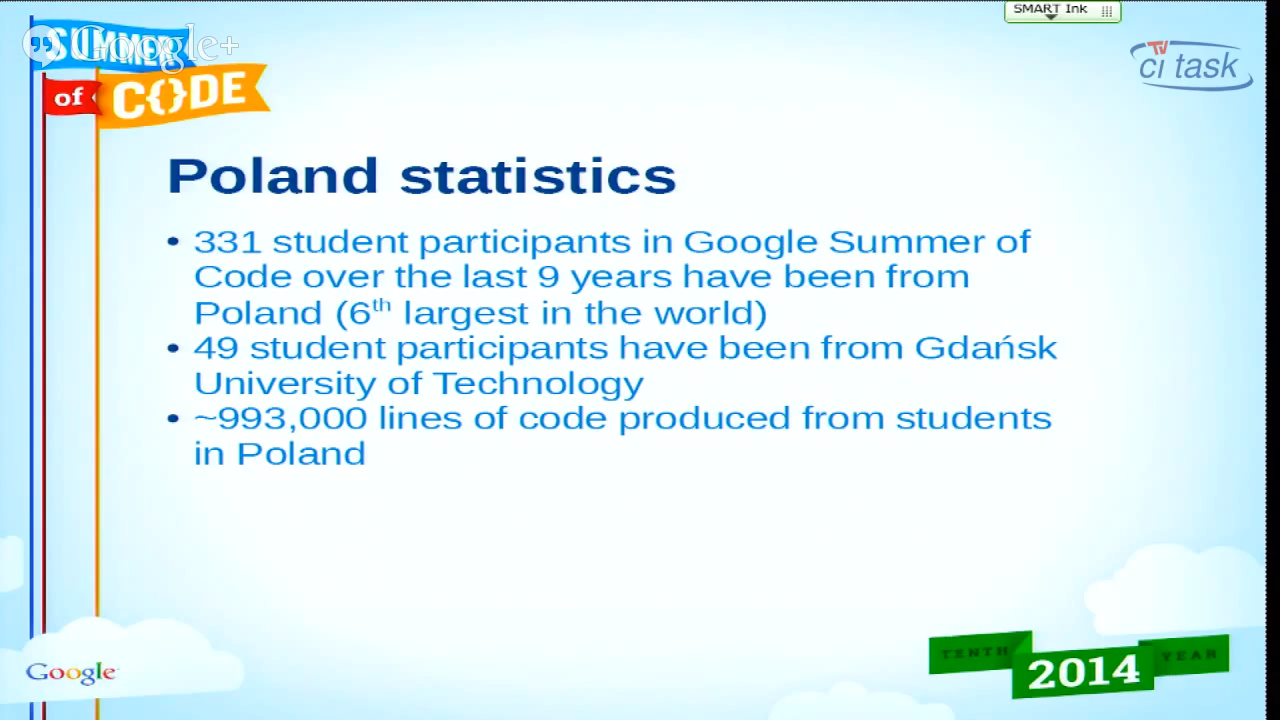 SMART Ink
SUMMER
Google+
TV
ci task
of
C{}DE
Poland statistics
• 331 student participants in Google Summer of
Code over the last 9 years have been from
Poland (6th largest in the world)
• 49 student participants have been from Gdańsk
University of Technology
• ~993,000 lines of code produced from students
in Poland
Google
TENTH
2014
YEAR